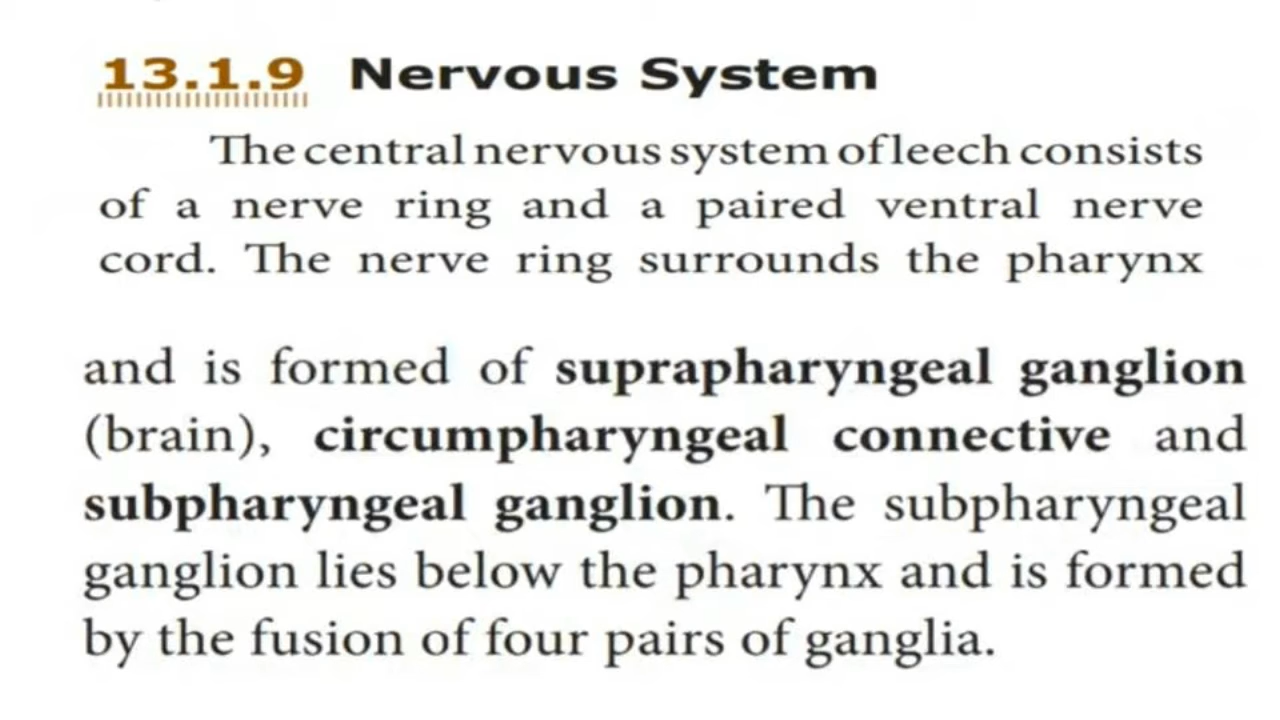 13.1.9 Nervous System
The central nervous system of leech consists
of a nerve ring and a paired ventral nerve
cord. The nerve ring surrounds the pharynx
and is formed of suprapharyngeal ganglion
(brain), circumpharyngeal connective and
subpharyngeal ganglion. The subpharyngeal
ganglion lies below the pharynx and is formed
by the fusion of four pairs of ganglia.